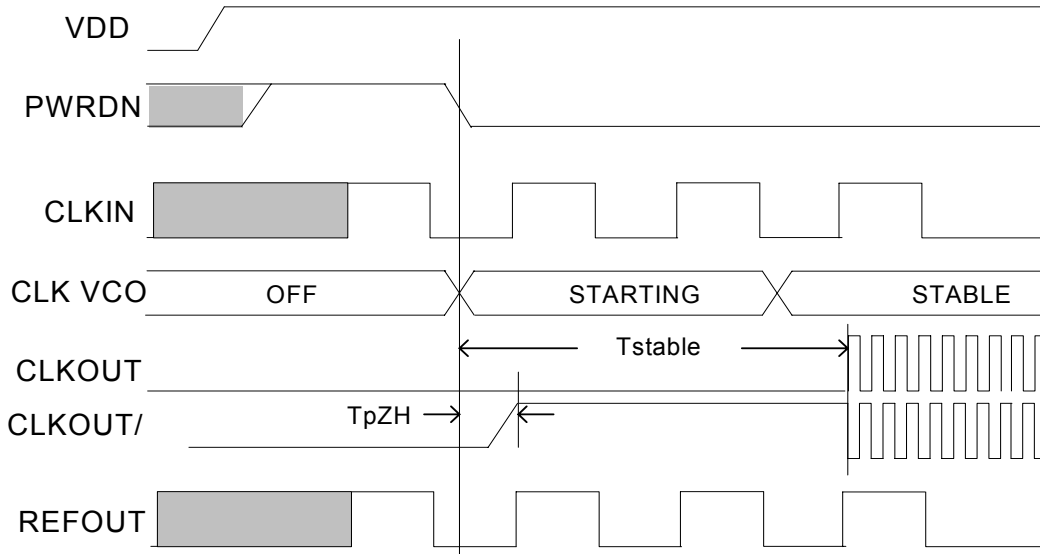 VDD
PWRDN
CLKIN
CLK VCO OFF STARTING STABLE
Tstable
CLKOUT
CLKOUT/ TpZH
REFOUT